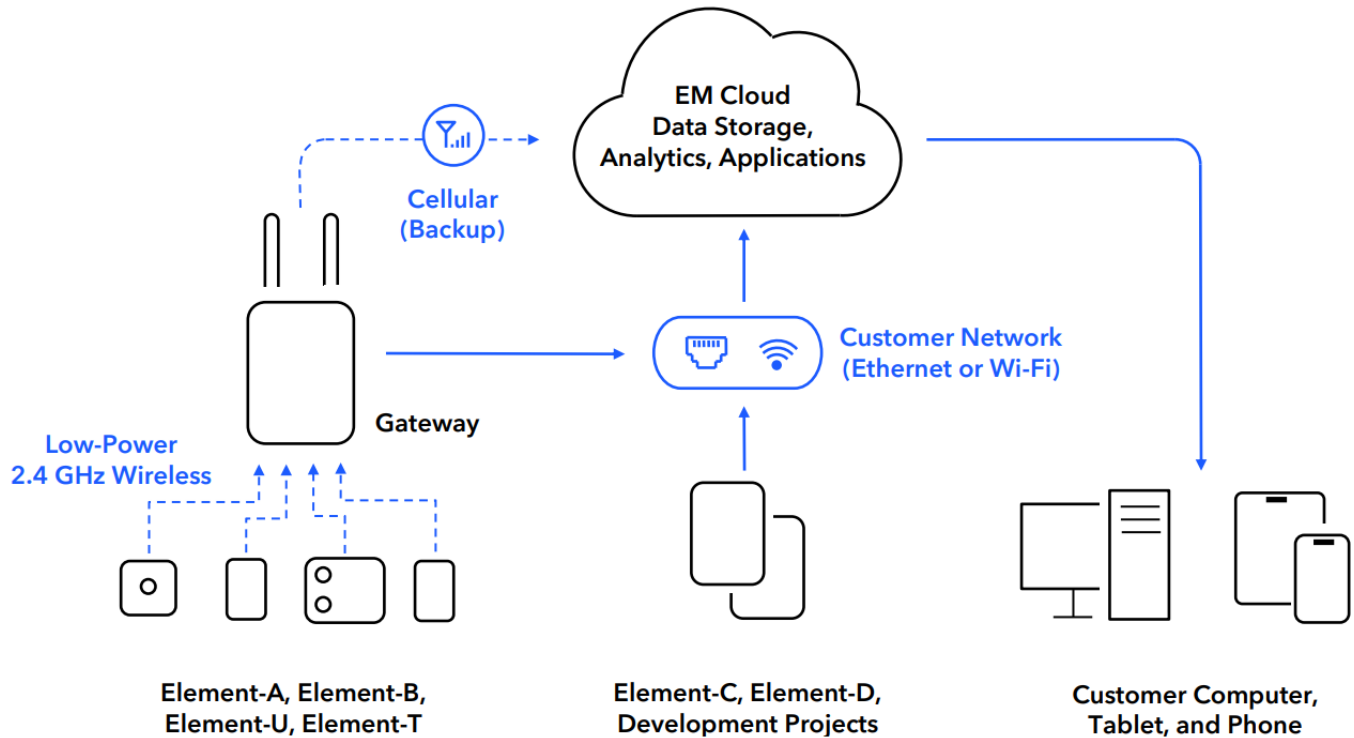 EM Cloud
Data Storage,
Analytics, Applications
Cellular
(Backup)
Customer Network
(Ethernet or Wi-Fi)
Gateway
Low-Power
2.4 GHz Wireless
Element-A, Element-B,
Element-U, Element-T
Element-C, Element-D,
Development Projects
Customer Computer,
Tablet, and Phone